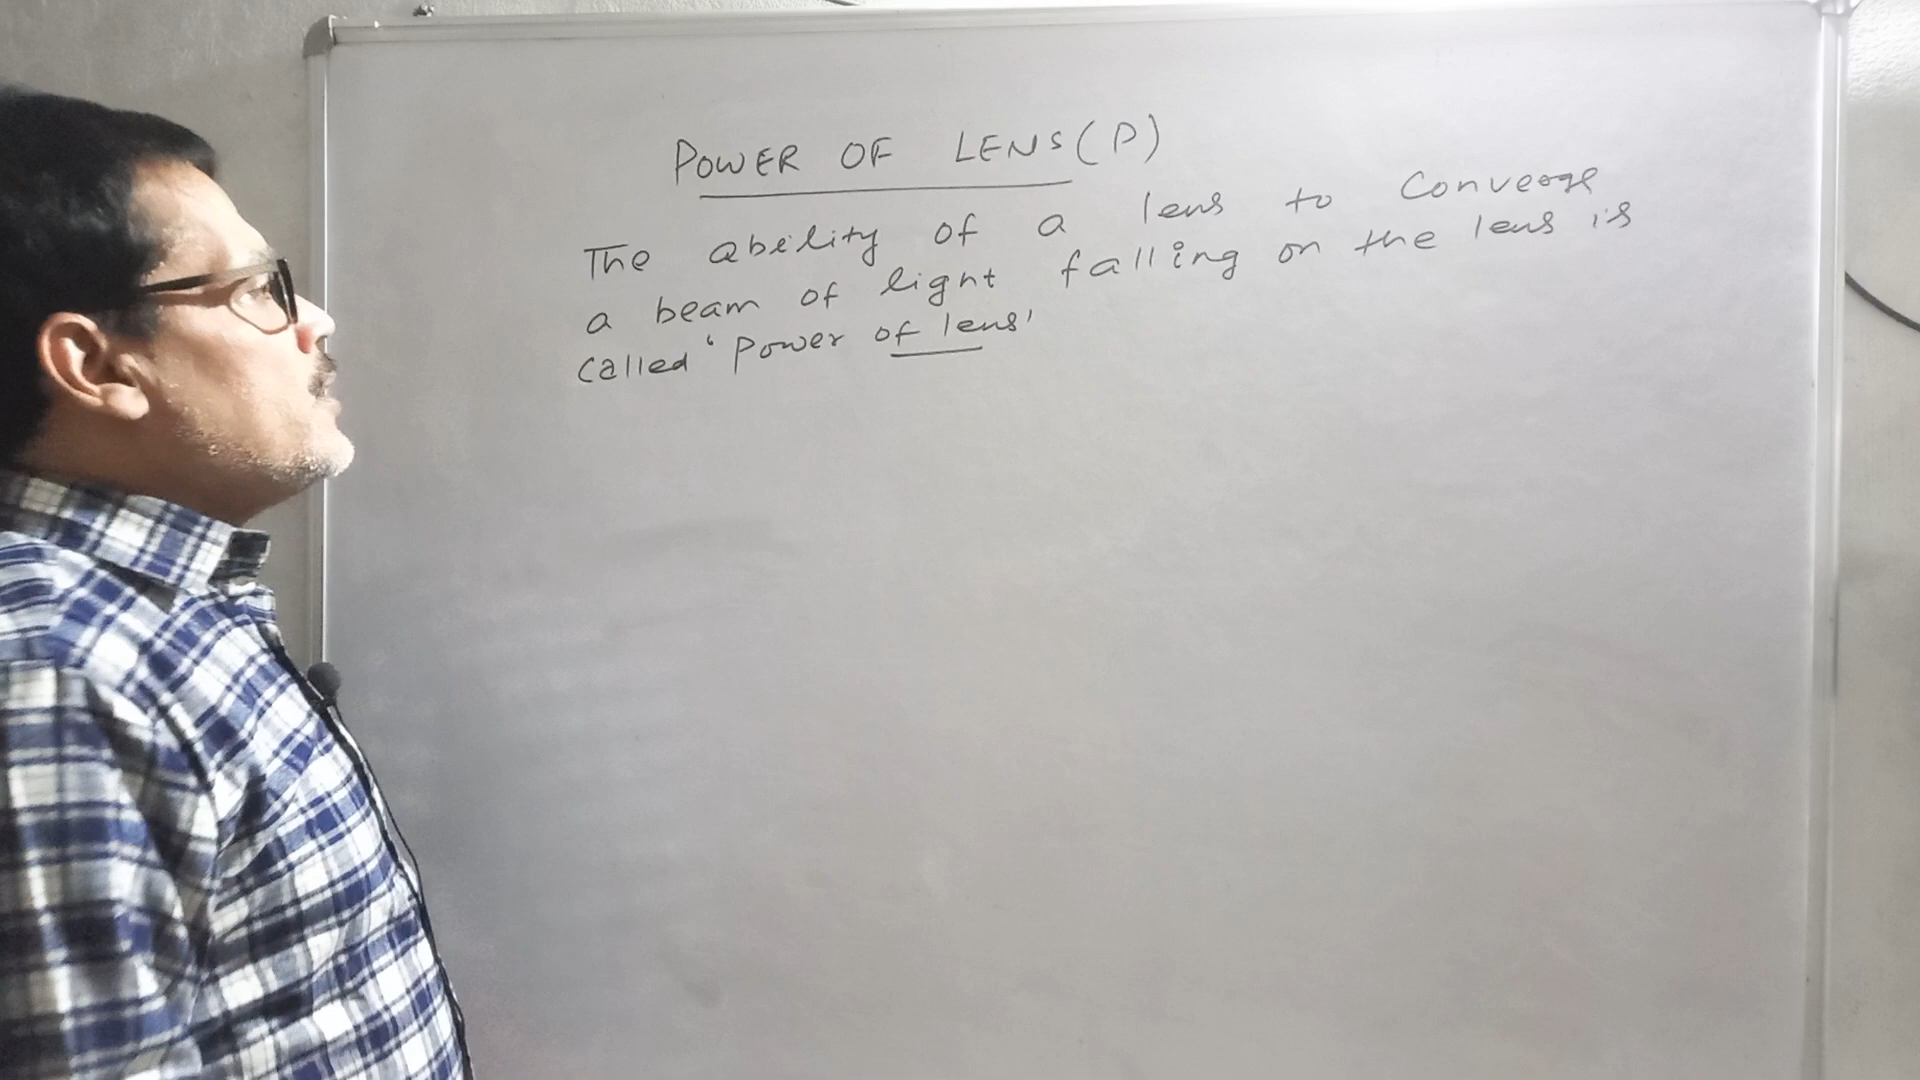 POWER OF LENS (P)
The ability of a lens to converge
a beam of light falling on the lens is
called 'Power of lens'